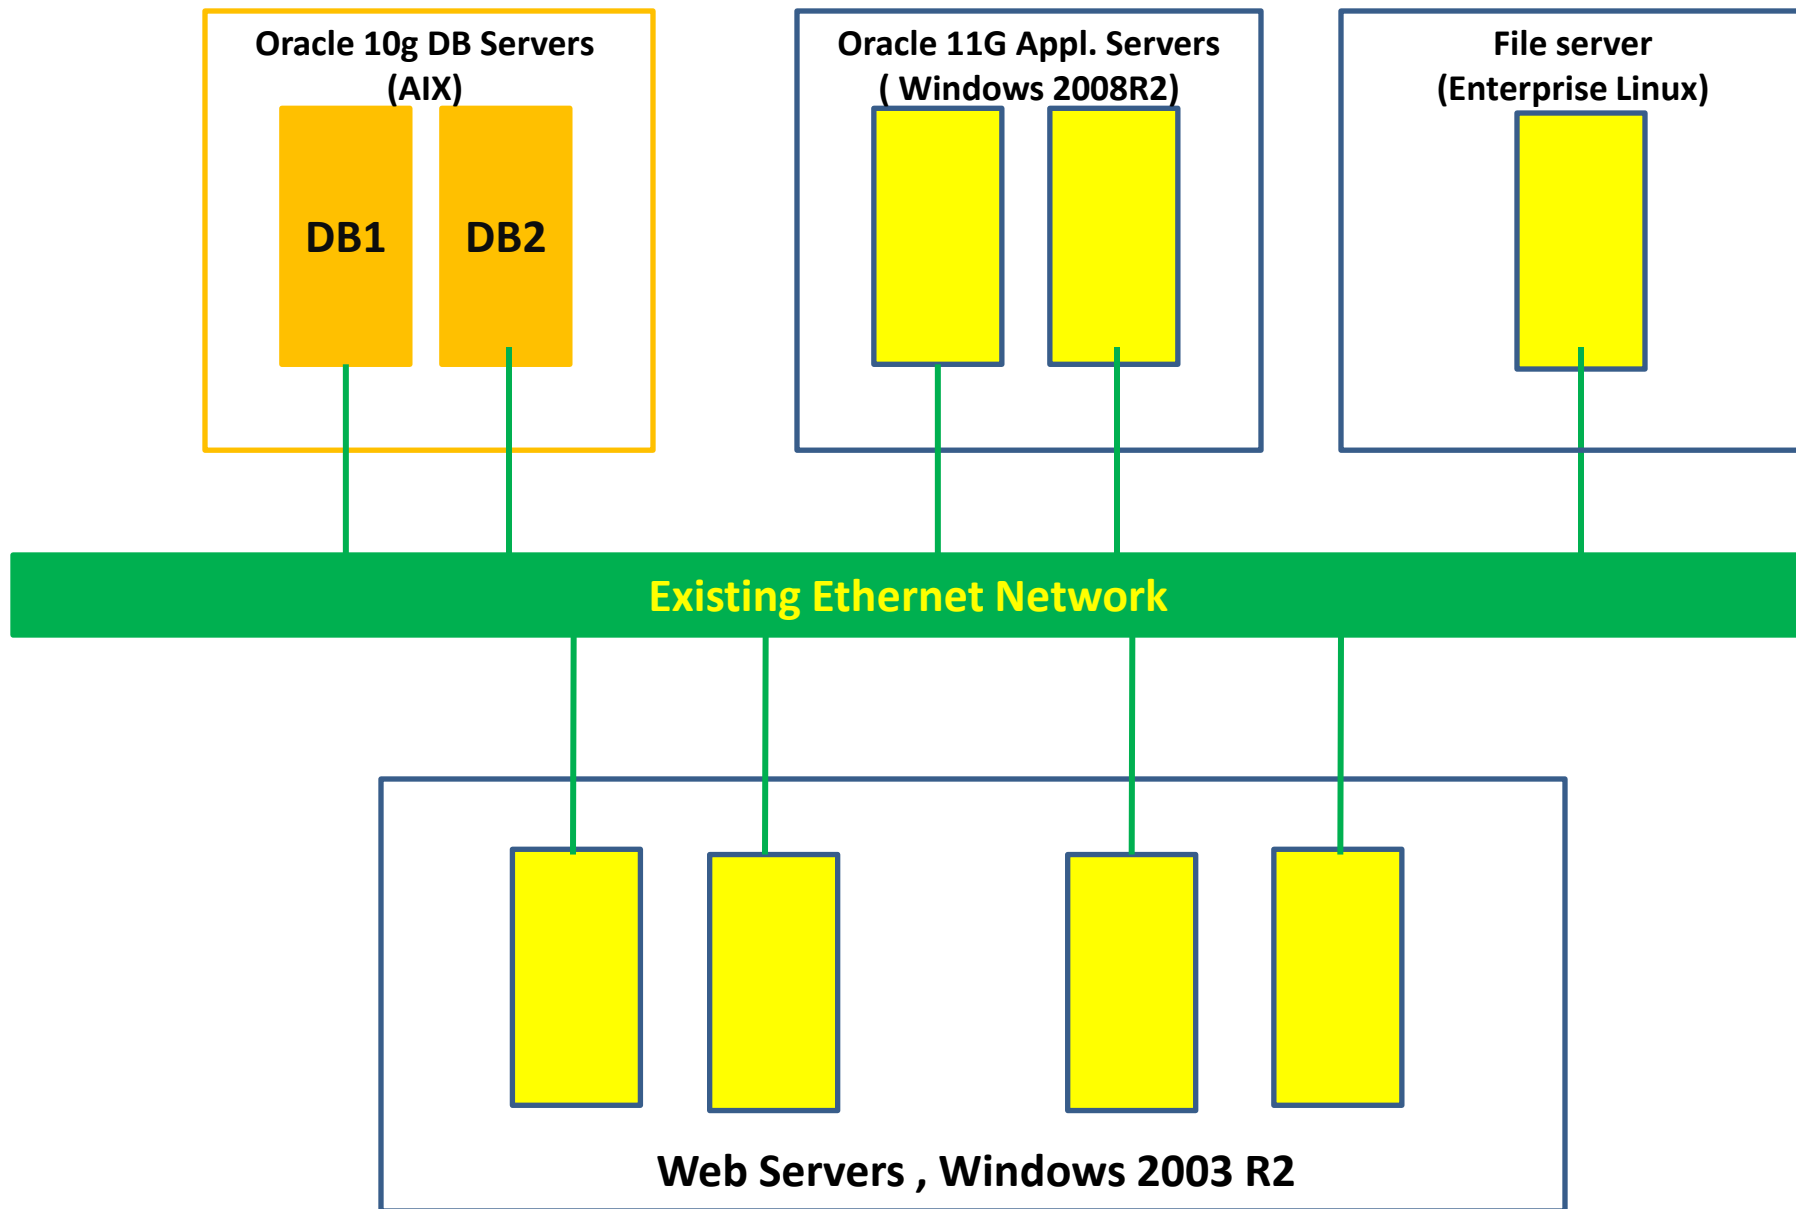 Oracle 10g DB Servers
(AIX)
DB1
DB2
Oracle 11G Appl. Servers
( Windows 2008R2)
File server
(Enterprise Linux)
Existing Ethernet Network
Web Servers , Windows 2003 R2